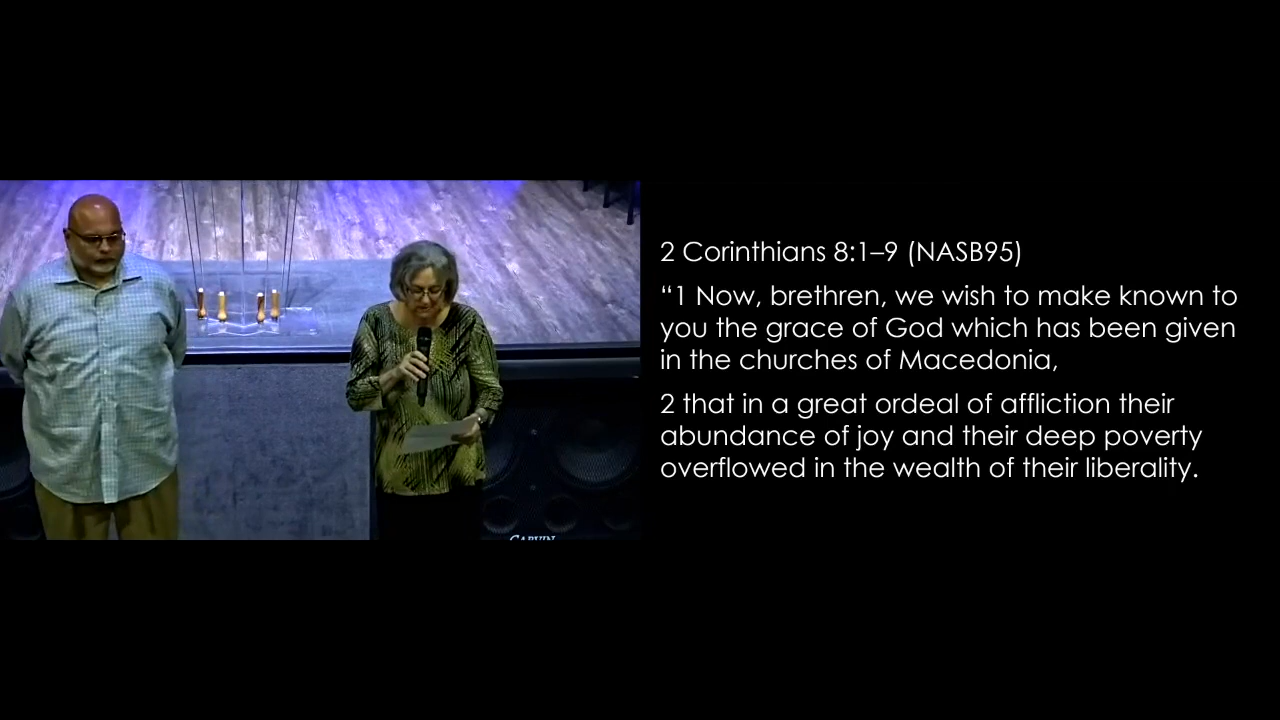 2 Corinthians 8:1–9 (NASB95)
“1 Now, brethren, we wish to make known to
you the grace of God which has been given
in the churches of Macedonia,
2 that in a great ordeal of affliction their
abundance of joy and their deep poverty
overflowed in the wealth of their liberality.
CARVIN